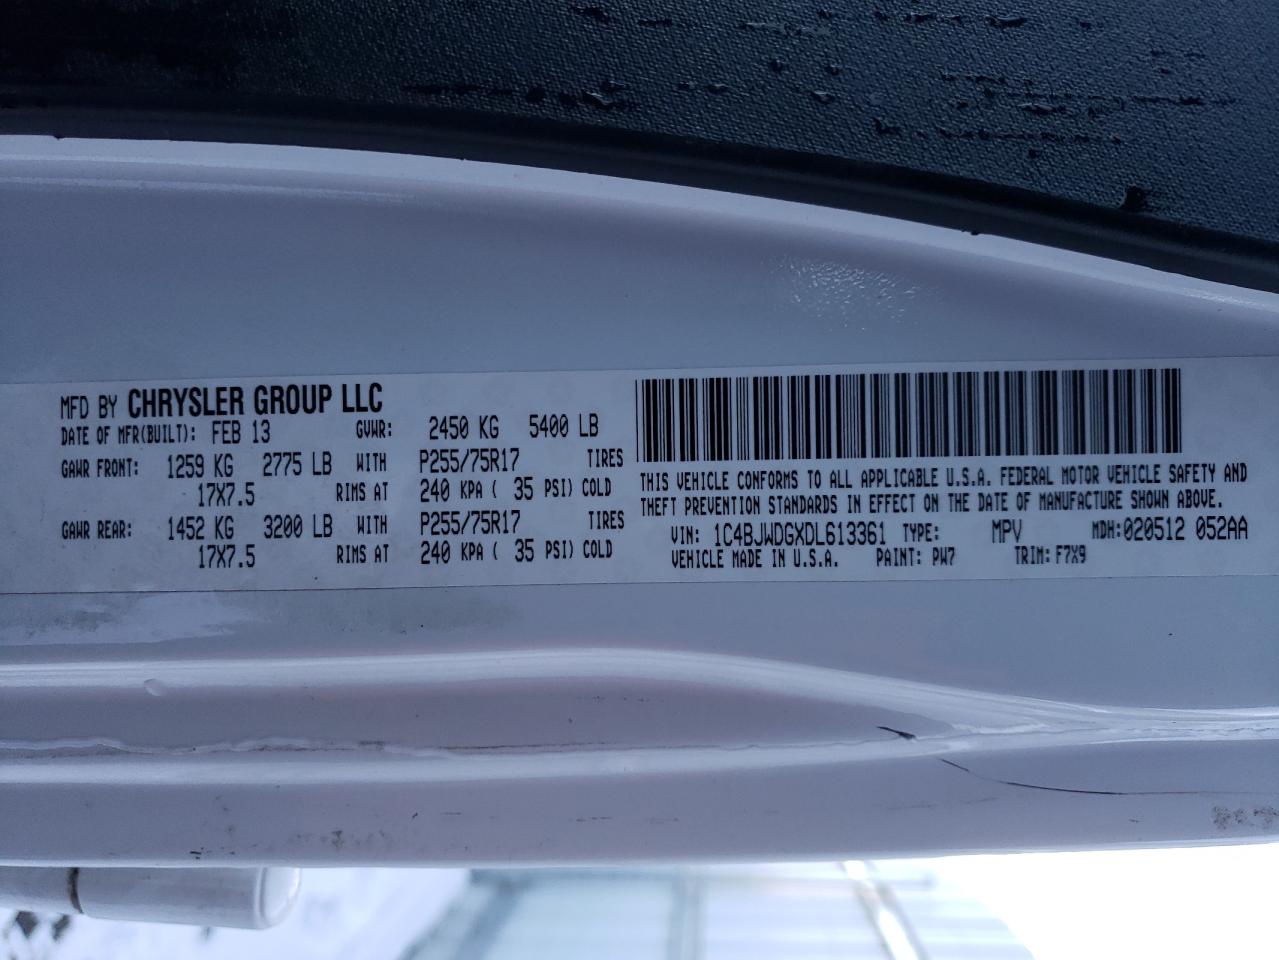 MFD BY CHRYSLER GROUP LLC
DATE OF MFR(BUILT): FEB 13 GVWR: 2450 KG 5400 LB
GAWR FRONT: 1259 KG 2775 LB WITH P255/75R17 TIRES
17X7.5 RIMS AT 240 KPA ( 35 PSI) COLD
GAWR REAR: 1452 KG 3200 LB WITH P255/75R17 TIRES
17X7.5 RIMS AT 240 KPA ( 35 PSI) COLD
THIS VEHICLE CONFORMS TO ALL APPLICABLE U.S.A. FEDERAL MOTOR VEHICLE SAFETY AND
THEFT PREVENTION STANDARDS IN EFFECT ON THE DATE OF MANUFACTURE SHOWN ABOVE.
VIN: 1C4BJWDGXDL613361 TYPE: MPV MDH:020512 052AA
VEHICLE MADE IN U.S.A. PAINT: PW7 TRIM: F7X9